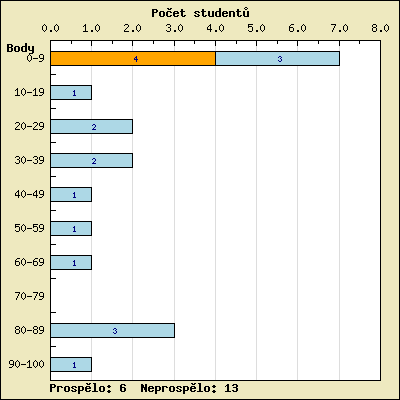 Počet studentů
0.0 1.0 2.0 3.0 4.0 5.0 6.0 7.0 8.0
Body
0-9 4 3
10-19 1
20-29 2
30-39 2
40-49 1
50-59 1
60-69 1
70-79
80-89 3
90-100 1
Prospělo: 6 Neprospělo: 13